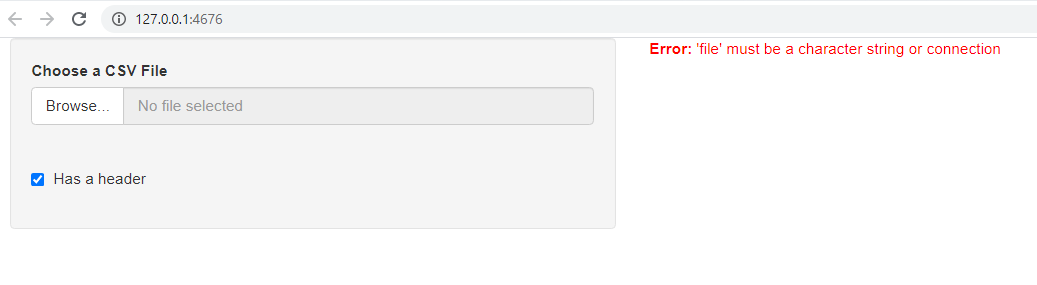 127.0.0.1:4676
Choose a CSV File
Browse... No file selected
Has a header
Error: 'file' must be a character string or connection